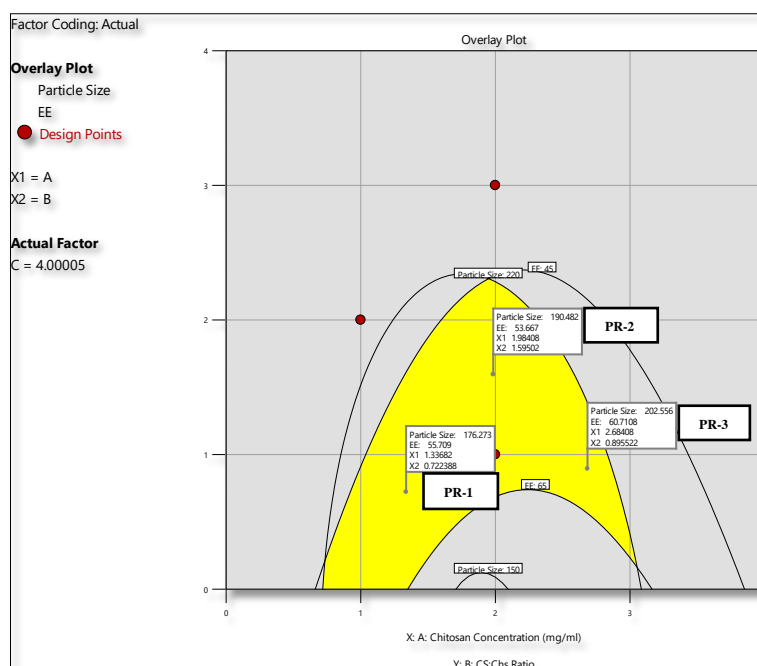 Factor Coding: Actual
Overlay Plot
Overlay Plot
Particle Size
EE
Design Points
X1 = A
X2 = B
Actual Factor
C = 4.00005
4
3
2
1
0
0
1
2
3
Particle Size: 220
EE: 45
Particle Size: 190.482
EE: 53.667
X1 1.98408
X2 1.59502
PR-2
Particle Size: 202.556
EE: 60.7108
X1 2.68408
X2 0.895522
PR-3
Particle Size: 176.273
EE: 55.709
X1 1.33682
X2 0.722388
PR-1
EE: 65
Particle Size: 150
X: A: Chitosan Concentration (mg/ml)
Y: B: CS:Chs Ratio